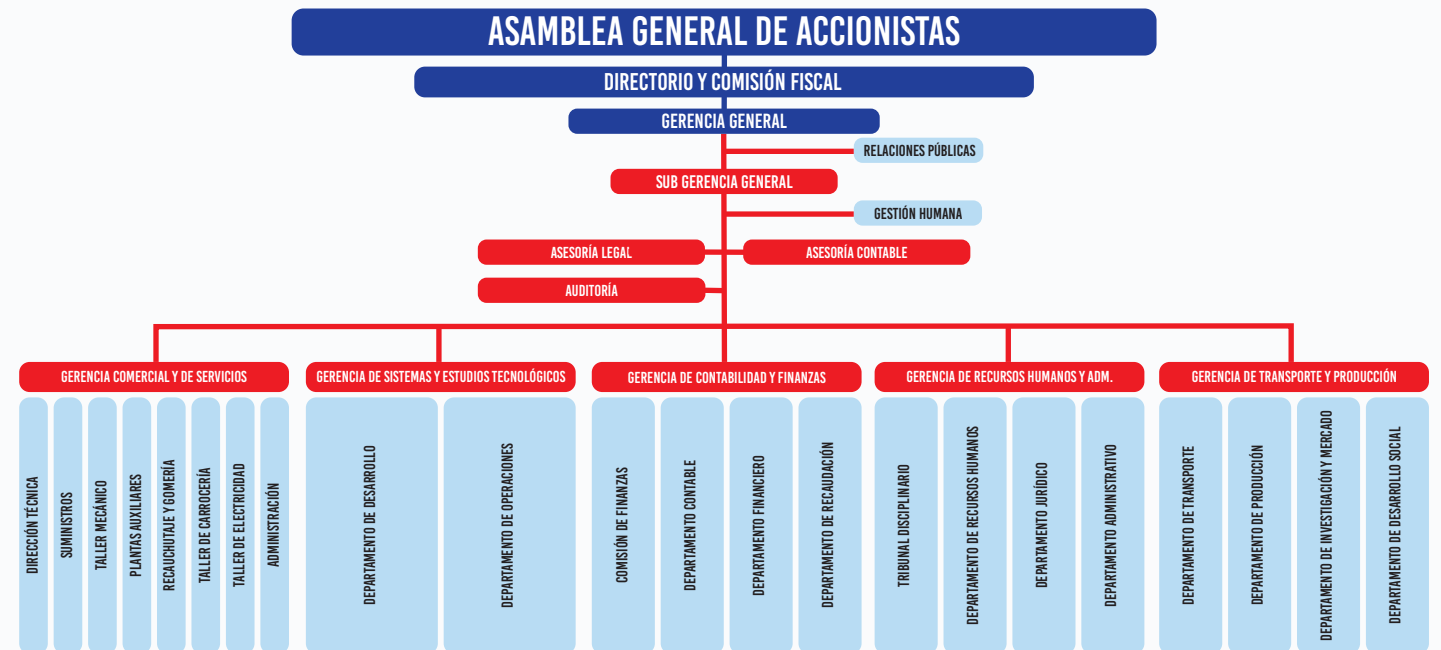 ASAMBLEA GENERAL DE ACCIONISTAS
DIRECTORIO Y COMISIÓN FISCAL
GERENCIA GENERAL
RELACIONES PÚBLICAS
SUB GERENCIA GENERAL
GESTIÓN HUMANA
ASESORÍA LEGAL
ASESORÍA CONTABLE
AUDITORÍA
GERENCIA COMERCIAL Y DE SERVICIOS
GERENCIA DE SISTEMAS Y ESTUDIOS TECNOLÓGICOS
GERENCIA DE CONTABILIDAD Y FINANZAS
GERENCIA DE RECURSOS HUMANOS Y ADM.
GERENCIA DE TRANSPORTE Y PRODUCCIÓN
DIRECCIÓN TÉCNICA
SUMINISTROS
TALLER MECÁNICO
PLANTAS AUXILIARES
RECAUCHUTAJE Y GOMERÍA
TALLER DE CARROCERÍA
TALLER DE ELECTRICIDAD
ADMINISTRACIÓN
DEPARTAMENTO DE DESARROLLO
DEPARTAMENTO DE OPERACIONES
COMISIÓN DE FINANZAS
DEPARTAMENTO CONTABLE
DEPARTAMENTO FINANCIERO
DEPARTAMENTO DE RECAUDACIÓN
TRIBUNAL DISCIPLINARIO
DEPARTAMENTO DE RECURSOS HUMANOS
DEPARTAMENTO JURÍDICO
DEPARTAMENTO ADMINISTRATIVO
DEPARTAMENTO DE TRANSPORTE
DEPARTAMENTO DE PRODUCCIÓN
DEPARTAMENTO DE INVESTIGACIÓN Y MERCADO
DEPARTAMENTO DE DESARROLLO SOCIAL